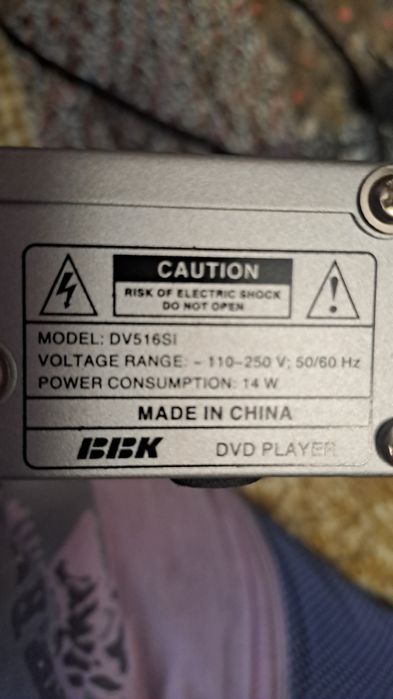 CAUTION
RISK OF ELECTRIC SHOCK
DO NOT OPEN
MODEL: DV516SI
VOLTAGE RANGE: ~ 110–250 V; 50/60 Hz
POWER CONSUMPTION: 14 W
MADE IN CHINA
BBK DVD PLAYER